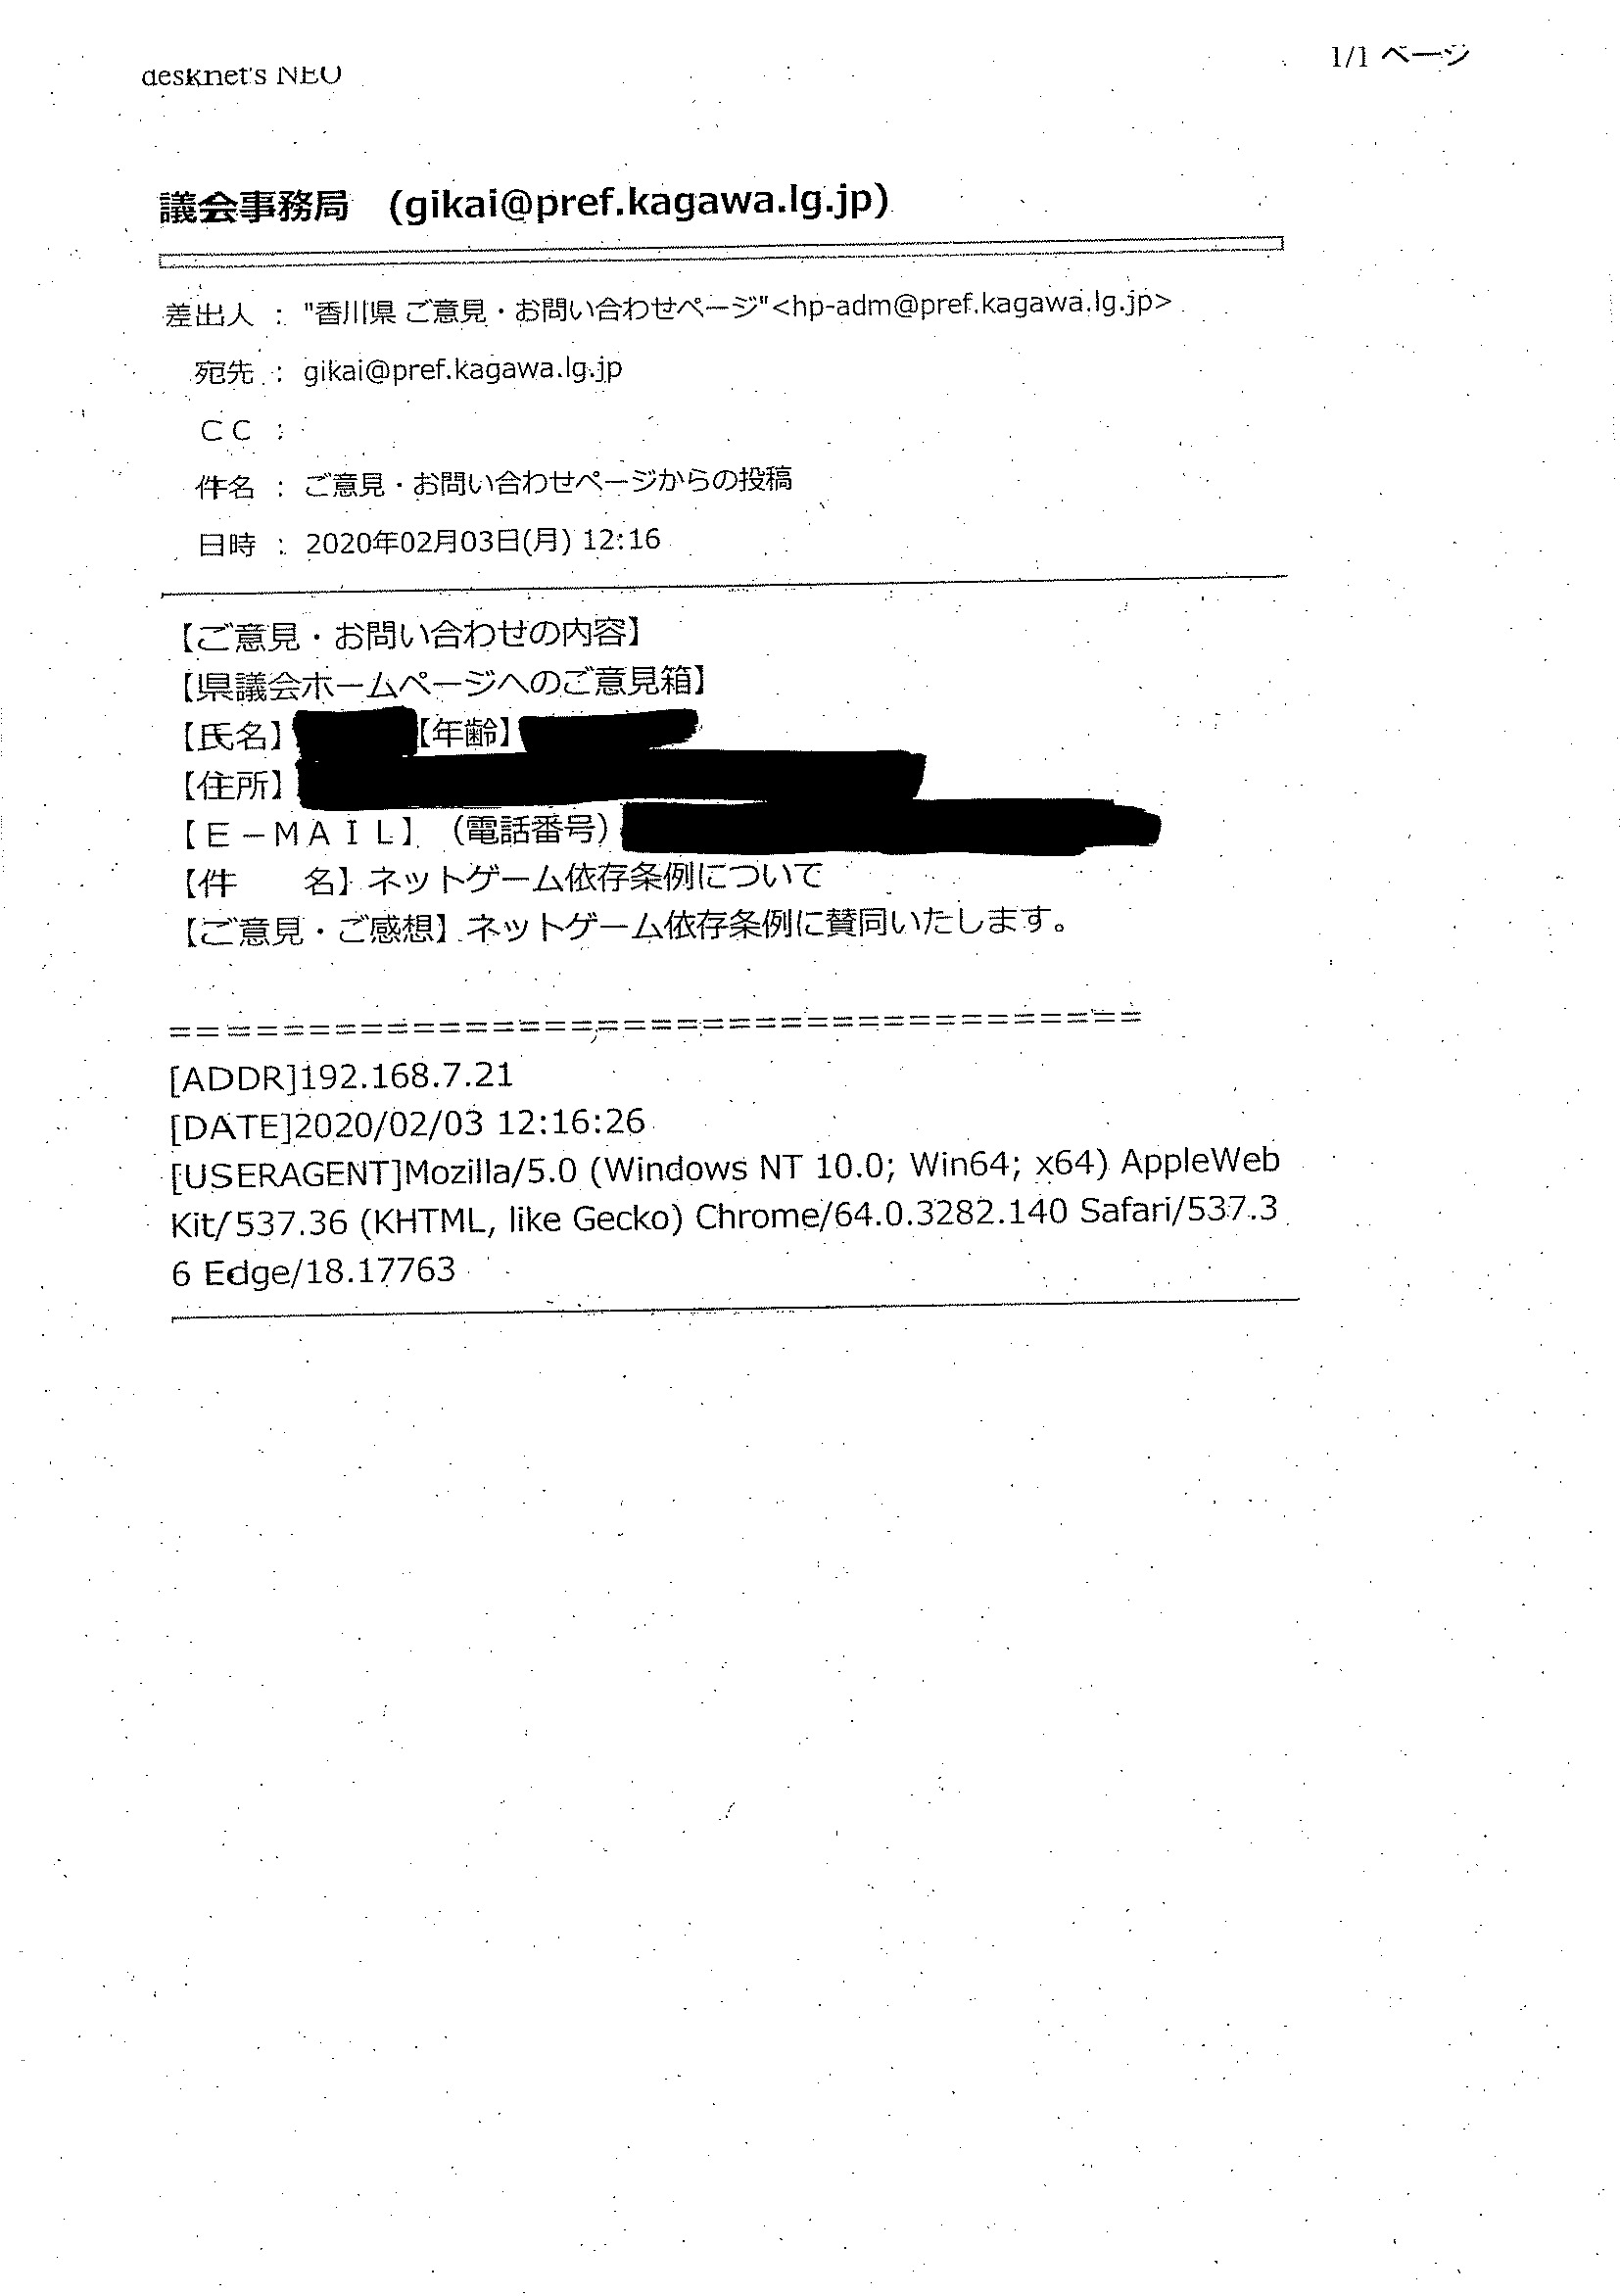 desknet's NEO
1/1 ページ
議会事務局 (gikai@pref.kagawa.lg.jp)
差出人 : "香川県 ご意見・お問い合わせページ"<hp-adm@pref.kagawa.lg.jp>
宛先 : gikai@pref.kagawa.lg.jp
CC :
件名 : ご意見・お問い合わせページからの投稿
日時 : 2020年02月03日(月) 12:16
【ご意見・お問い合わせの内容】
【県議会ホームページへのご意見箱】
【氏名】 【年齢】
【住所】
【E－MAIL】（電話番号）
【件　　名】ネットゲーム依存条例について
【ご意見・ご感想】ネットゲーム依存条例に賛同いたします。
=====================================
[ADDR]192.168.7.21
[DATE]2020/02/03 12:16:26
[USERAGENT]Mozilla/5.0 (Windows NT 10.0; Win64; x64) AppleWeb
Kit/537.36 (KHTML, like Gecko) Chrome/64.0.3282.140 Safari/537.3
6 Edge/18.17763